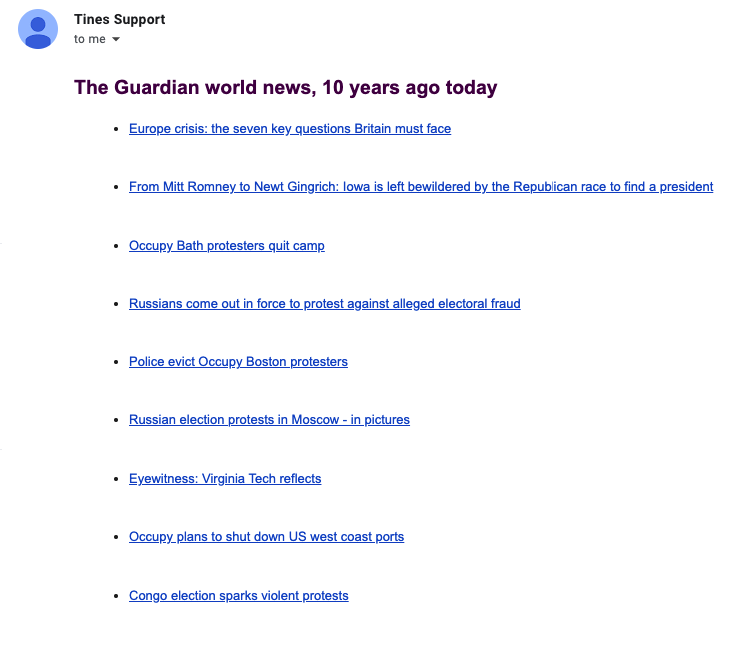 Tines Support
to me
The Guardian world news, 10 years ago today
Europe crisis: the seven key questions Britain must face
From Mitt Romney to Newt Gingrich: Iowa is left bewildered by the Republican race to find a president
Occupy Bath protesters quit camp
Russians come out in force to protest against alleged electoral fraud
Police evict Occupy Boston protesters
Russian election protests in Moscow - in pictures
Eyewitness: Virginia Tech reflects
Occupy plans to shut down US west coast ports
Congo election sparks violent protests